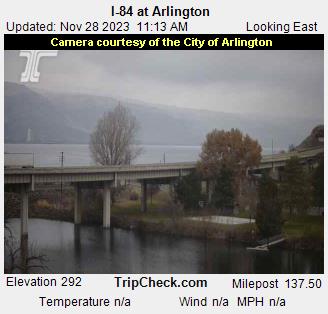 I-84 at Arlington
Updated: Nov 28 2023 11:13 AM Looking East
Camera courtesy of the City of Arlington
Elevation 292 TripCheck.com Milepost 137.50
Temperature n/a Wind n/a MPH n/a